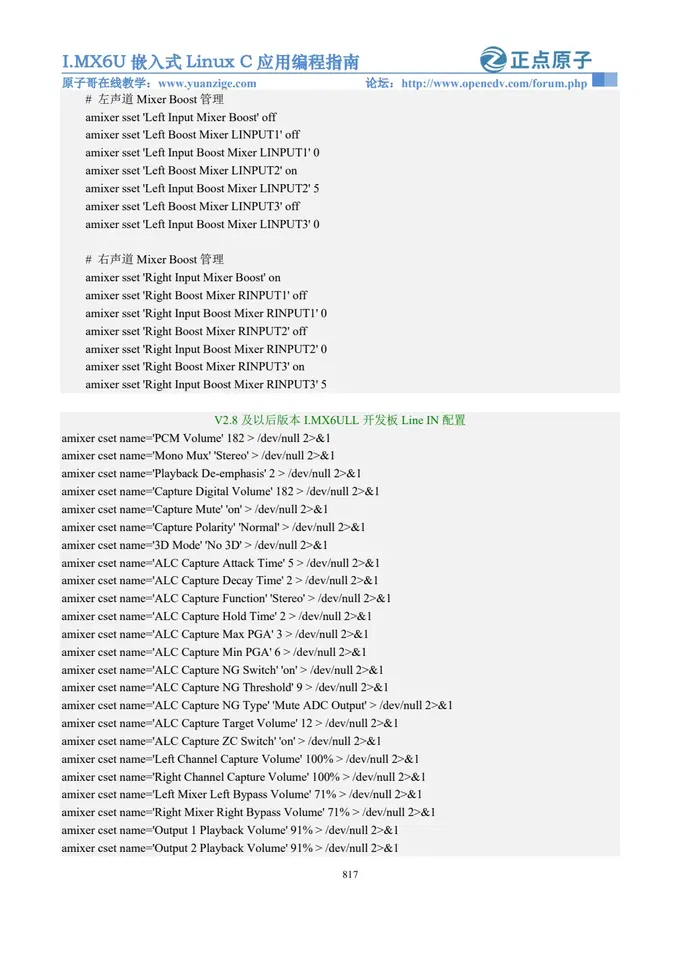 I.MX6U 嵌入式 Linux C 应用编程指南
正点原子
原子哥在线教学：www.yuanzige.com 论坛：http://www.openedv.com/forum.php
# 左声道 Mixer Boost 管理
amixer sset 'Left Input Mixer Boost' off
amixer sset 'Left Boost Mixer LINPUT1' off
amixer sset 'Left Input Boost Mixer LINPUT1' 0
amixer sset 'Left Boost Mixer LINPUT2' on
amixer sset 'Left Input Boost Mixer LINPUT2' 5
amixer sset 'Left Boost Mixer LINPUT3' off
amixer sset 'Left Input Boost Mixer LINPUT3' 0
# 右声道 Mixer Boost 管理
amixer sset 'Right Input Mixer Boost' on
amixer sset 'Right Boost Mixer RINPUT1' off
amixer sset 'Right Input Boost Mixer RINPUT1' 0
amixer sset 'Right Boost Mixer RINPUT2' off
amixer sset 'Right Input Boost Mixer RINPUT2' 0
amixer sset 'Right Boost Mixer RINPUT3' on
amixer sset 'Right Input Boost Mixer RINPUT3' 5
V2.8 及以后版本 I.MX6ULL 开发板 Line IN 配置
amixer cset name='PCM Volume' 182 > /dev/null 2>&1
amixer cset name='Mono Mux' 'Stereo' > /dev/null 2>&1
amixer cset name='Playback De-emphasis' 2 > /dev/null 2>&1
amixer cset name='Capture Digital Volume' 182 > /dev/null 2>&1
amixer cset name='Capture Mute' 'on' > /dev/null 2>&1
amixer cset name='Capture Polarity' 'Normal' > /dev/null 2>&1
amixer cset name='3D Mode' 'No 3D' > /dev/null 2>&1
amixer cset name='ALC Capture Attack Time' 5 > /dev/null 2>&1
amixer cset name='ALC Capture Decay Time' 2 > /dev/null 2>&1
amixer cset name='ALC Capture Function' 'Stereo' > /dev/null 2>&1
amixer cset name='ALC Capture Hold Time' 2 > /dev/null 2>&1
amixer cset name='ALC Capture Max PGA' 3 > /dev/null 2>&1
amixer cset name='ALC Capture Min PGA' 6 > /dev/null 2>&1
amixer cset name='ALC Capture NG Switch' 'on' > /dev/null 2>&1
amixer cset name='ALC Capture NG Threshold' 9 > /dev/null 2>&1
amixer cset name='ALC Capture NG Type' 'Mute ADC Output' > /dev/null 2>&1
amixer cset name='ALC Capture Target Volume' 12 > /dev/null 2>&1
amixer cset name='ALC Capture ZC Switch' 'on' > /dev/null 2>&1
amixer cset name='Left Channel Capture Volume' 100% > /dev/null 2>&1
amixer cset name='Right Channel Capture Volume' 100% > /dev/null 2>&1
amixer cset name='Left Mixer Left Bypass Volume' 71% > /dev/null 2>&1
amixer cset name='Right Mixer Right Bypass Volume' 71% > /dev/null 2>&1
amixer cset name='Output 1 Playback Volume' 91% > /dev/null 2>&1
amixer cset name='Output 2 Playback Volume' 91% > /dev/null 2>&1
817